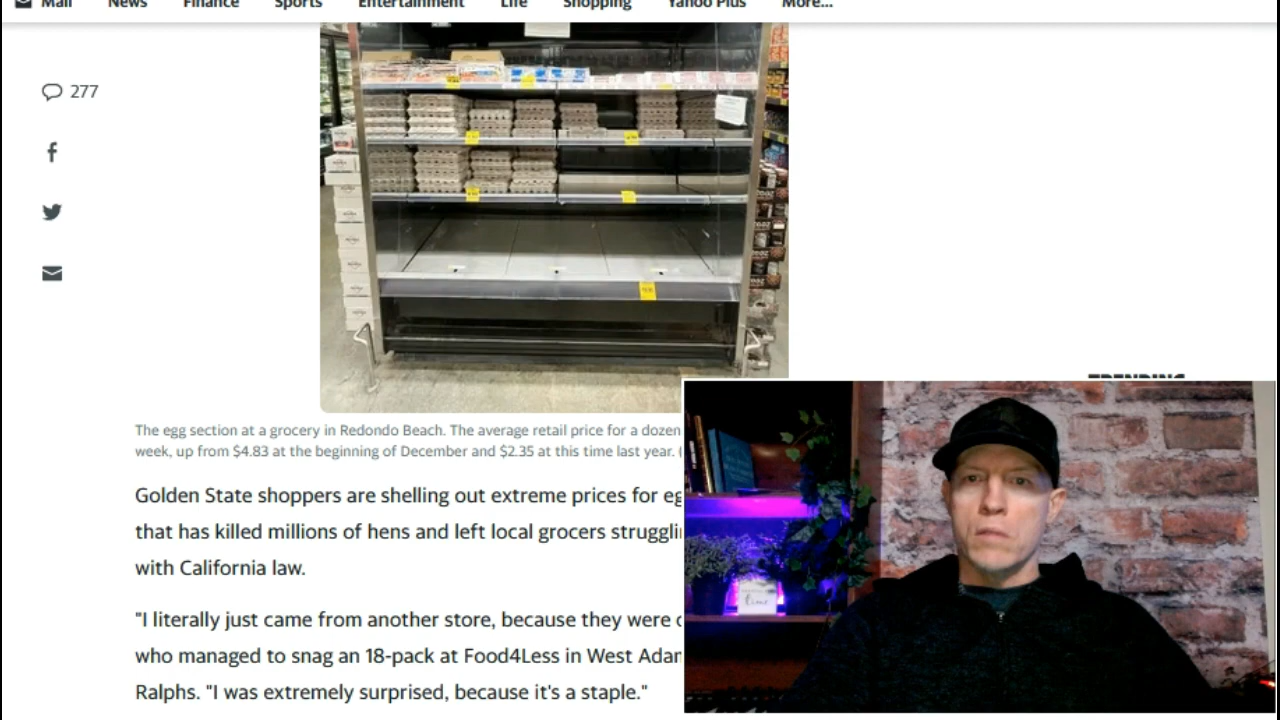 Mail News Finance Sports Entertainment Life Shopping Yahoo Plus More...
277
The egg section at a grocery in Redondo Beach. The average retail price for a dozen
week, up from $4.83 at the beginning of December and $2.35 at this time last year. (
Golden State shoppers are shelling out extreme prices for eg
that has killed millions of hens and left local grocers struggli
with California law.
"I literally just came from another store, because they were o
who managed to snag an 18-pack at Food4Less in West Adam
Ralphs. "I was extremely surprised, because it's a staple."
TRENDING
time